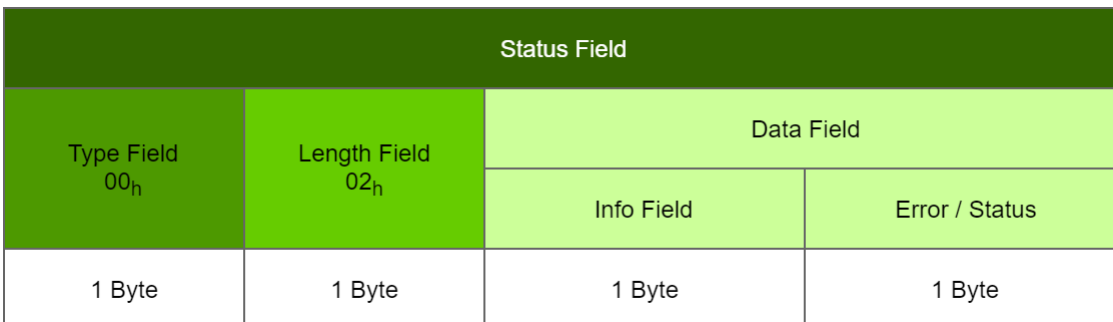 Status Field
Type Field
00h
Length Field
02h
Data Field
Info Field
Error / Status
1 Byte
1 Byte
1 Byte
1 Byte